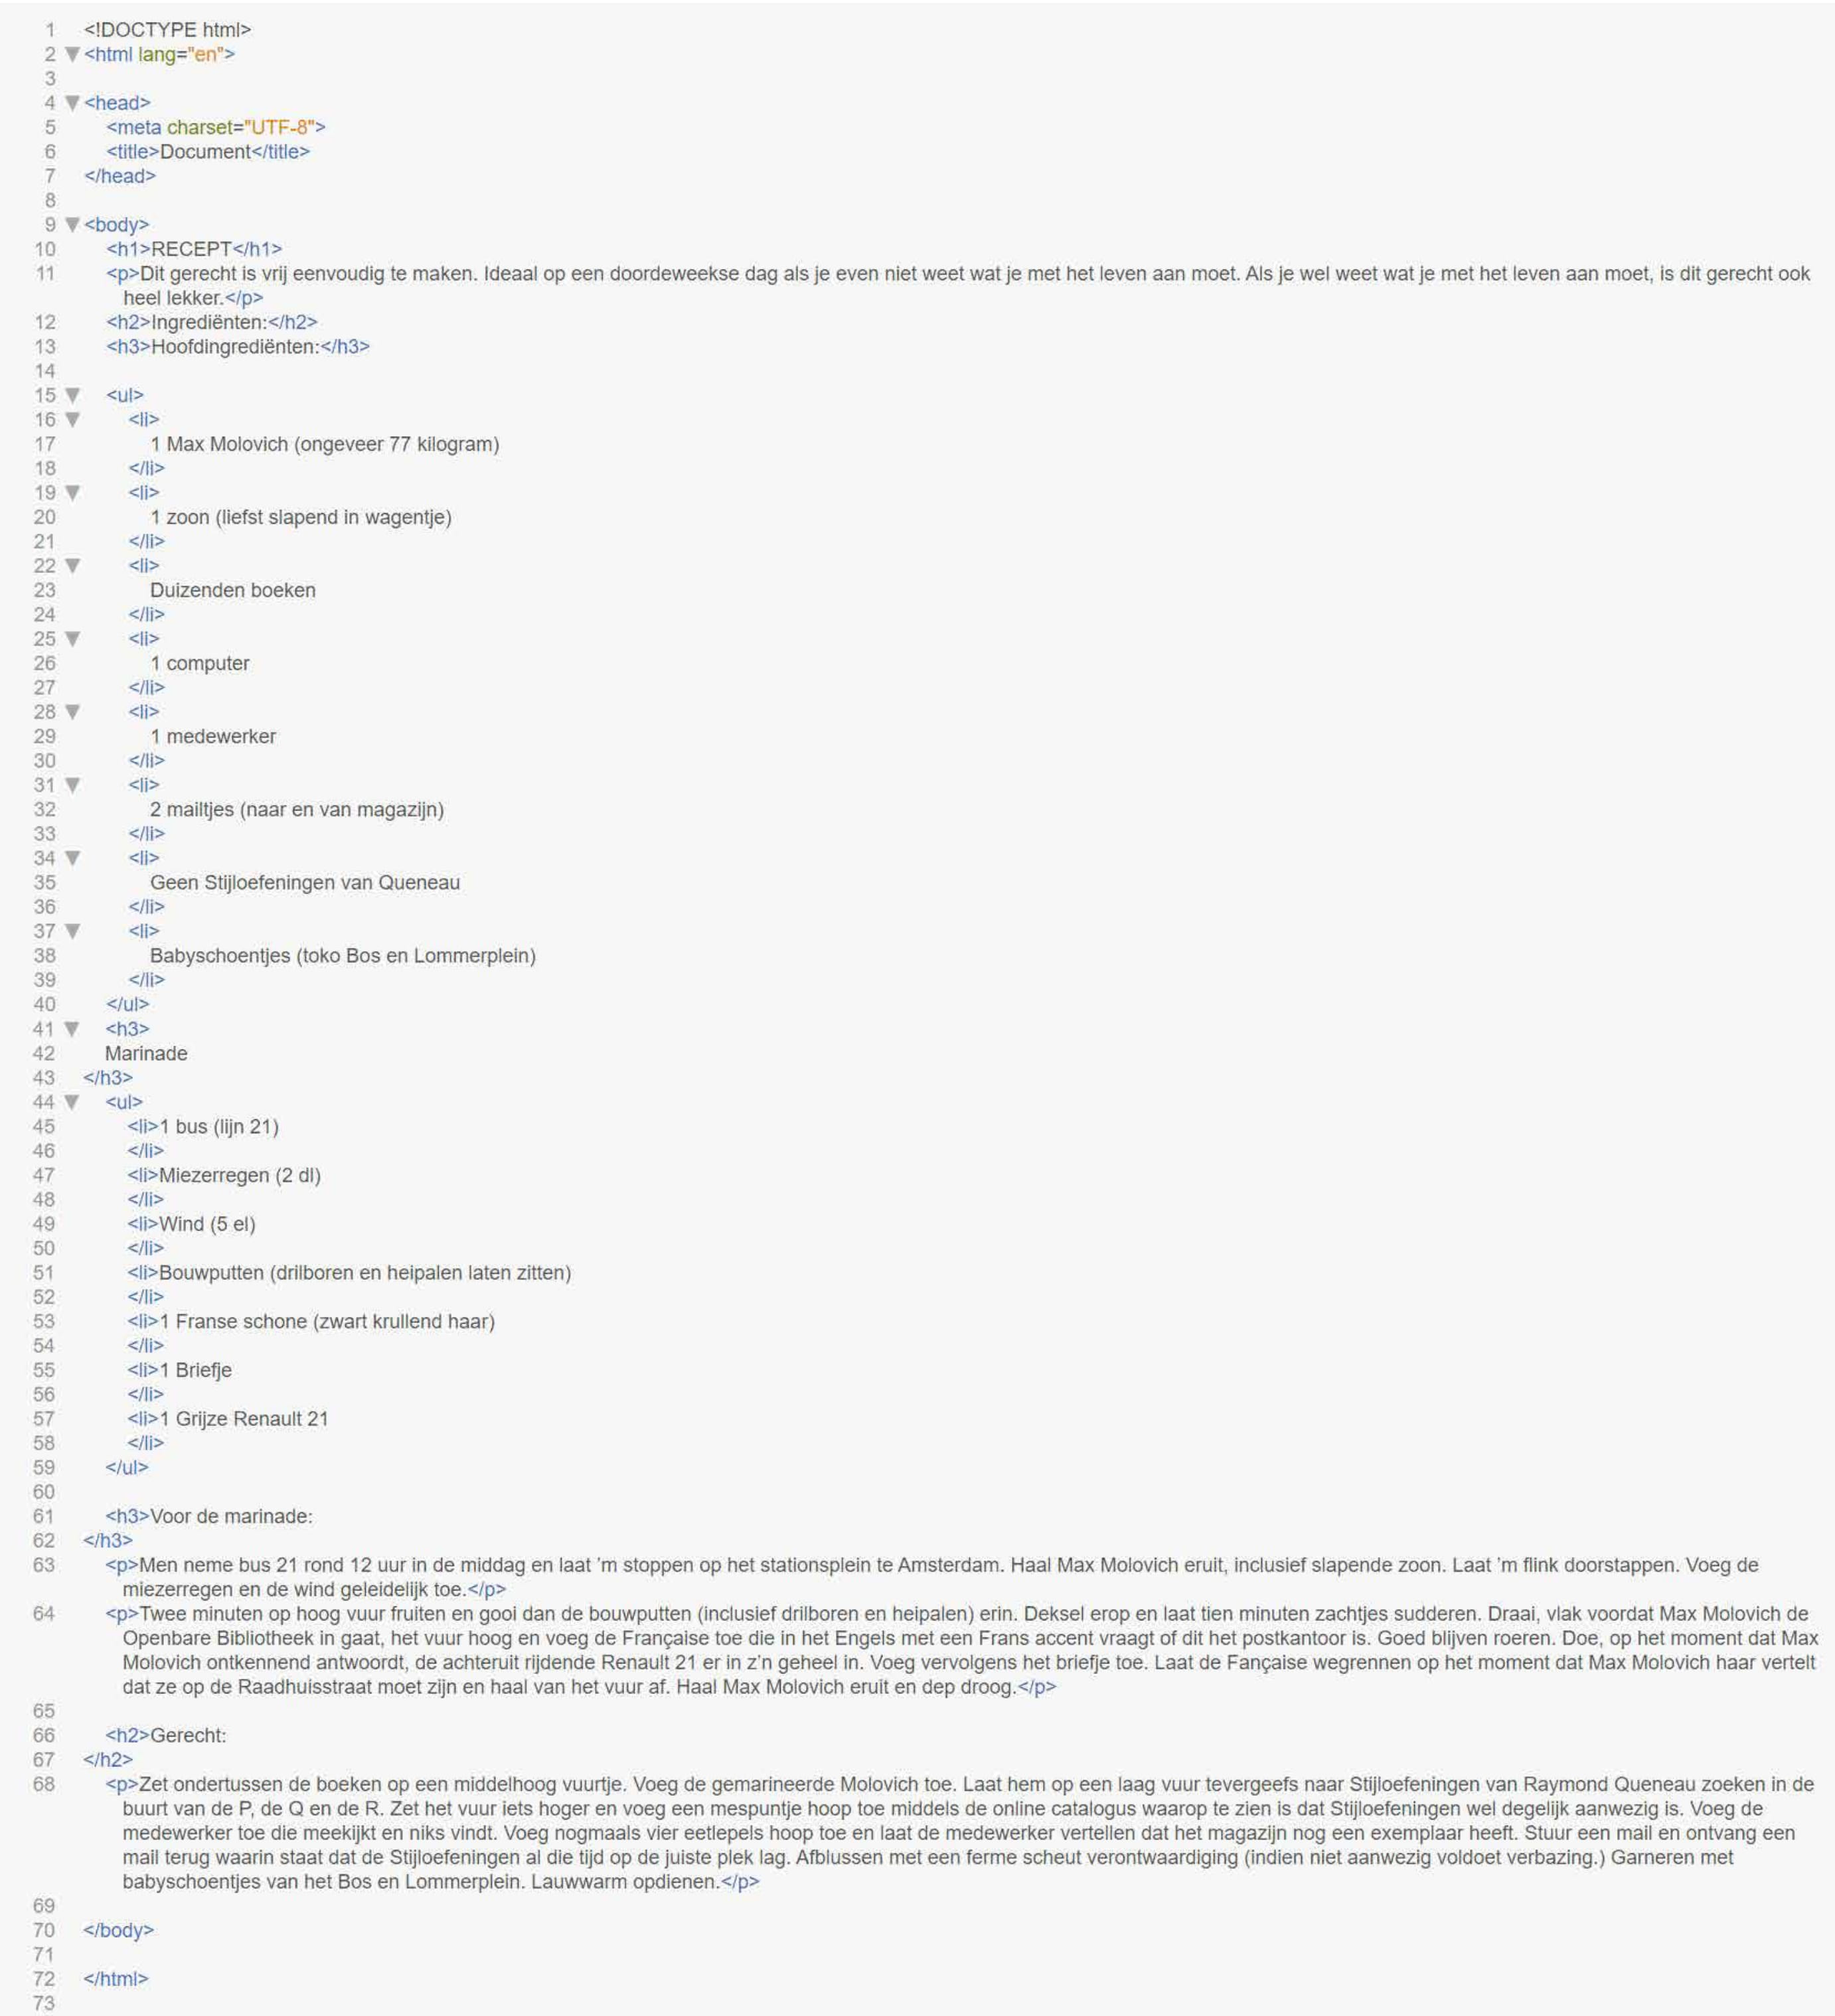 1 <!DOCTYPE html>
2 <html lang="en">
3
4 <head>
5 <meta charset="UTF-8">
6 <title>Document</title>
7 </head>
8
9 <body>
10 <h1>RECEPT</h1>
11 <p>Dit gerecht is vrij eenvoudig te maken. Ideaal op een doordeweekse dag als je even niet weet wat je met het leven aan moet. Als je wel weet wat je met het leven aan moet, is dit gerecht ook
heel lekker.</p>
12 <h2>Ingrediënten:</h2>
13 <h3>Hoofdingrediënten:</h3>
14
15 <ul>
16 <li>
17 1 Max Molovich (ongeveer 77 kilogram)
18 </li>
19 <li>
20 1 zoon (liefst slapend in wagentje)
21 </li>
22 <li>
23 Duizenden boeken
24 </li>
25 <li>
26 1 computer
27 </li>
28 <li>
29 1 medewerker
30 </li>
31 <li>
32 2 mailtjes (naar en van magazijn)
33 </li>
34 <li>
35 Geen Stijloefeningen van Queneau
36 </li>
37 <li>
38 Babyschoentjes (toko Bos en Lommerplein)
39 </li>
40 </ul>
41 <h3>
42 Marinade
43 </h3>
44 <ul>
45 <li>1 bus (lijn 21)
46 </li>
47 <li>Miezerregen (2 dl)
48 </li>
49 <li>Wind (5 el)
50 </li>
51 <li>Bouwputten (drilboren en heipalen laten zitten)
52 </li>
53 <li>1 Franse schone (zwart krullend haar)
54 </li>
55 <li>1 Briefje
56 </li>
57 <li>1 Grijze Renault 21
58 </li>
59 </ul>
60
61 <h3>Voor de marinade:
62 </h3>
63 <p>Men neme bus 21 rond 12 uur in de middag en laat ’m stoppen op het stationsplein te Amsterdam. Haal Max Molovich eruit, inclusief slapende zoon. Laat ’m flink doorstappen. Voeg de
miezerregen en de wind geleidelijk toe.</p>
64 <p>Twee minuten op hoog vuur fruiten en gooi dan de bouwputten (inclusief drilboren en heipalen) erin. Deksel erop en laat tien minuten zachtjes sudderen. Draai, vlak voordat Max Molovich de
Openbare Bibliotheek in gaat, het vuur hoog en voeg de Française toe die in het Engels met een Frans accent vraagt of dit het postkantoor is. Goed blijven roeren. Doe, op het moment dat Max
Molovich ontkennend antwoordt, de achteruit rijdende Renault 21 er in z’n geheel in. Voeg vervolgens het briefje toe. Laat de Fançaise wegrennen op het moment dat Max Molovich haar vertelt
dat ze op de Raadhuisstraat moet zijn en haal van het vuur af. Haal Max Molovich eruit en dep droog.</p>
65
66 <h2>Gerecht:
67 </h2>
68 <p>Zet ondertussen de boeken op een middelhoog vuurtje. Voeg de gemarineerde Molovich toe. Laat hem op een laag vuur tevergeefs naar Stijloefeningen van Raymond Queneau zoeken in de
buurt van de P, de Q en de R. Zet het vuur iets hoger en voeg een mespuntje hoop toe middels de online catalogus waarop te zien is dat Stijloefeningen wel degelijk aanwezig is. Voeg de
medewerker toe die meekijkt en niks vindt. Voeg nogmaals vier eetlepels hoop toe en laat de medewerker vertellen dat het magazijn nog een exemplaar heeft. Stuur een mail en ontvang een
mail terug waarin staat dat de Stijloefeningen al die tijd op de juiste plek lag. Afblussen met een ferme scheut verontwaardiging (indien niet aanwezig voldoet verbazing.) Garneren met
babyschoentjes van het Bos en Lommerplein. Lauwwarm opdienen.</p>
69
70 </body>
71
72 </html>
73